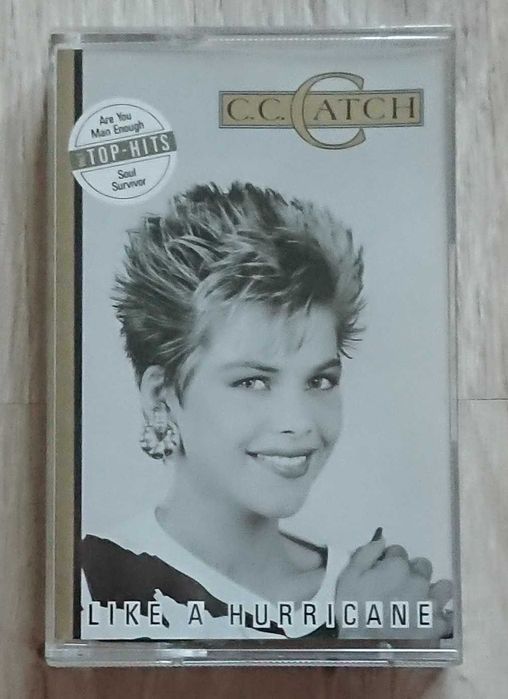 C.C.CATCH
Are You
Man Enough
TOP-HITS
Soul
Survivor
LIKE A HURRICANE